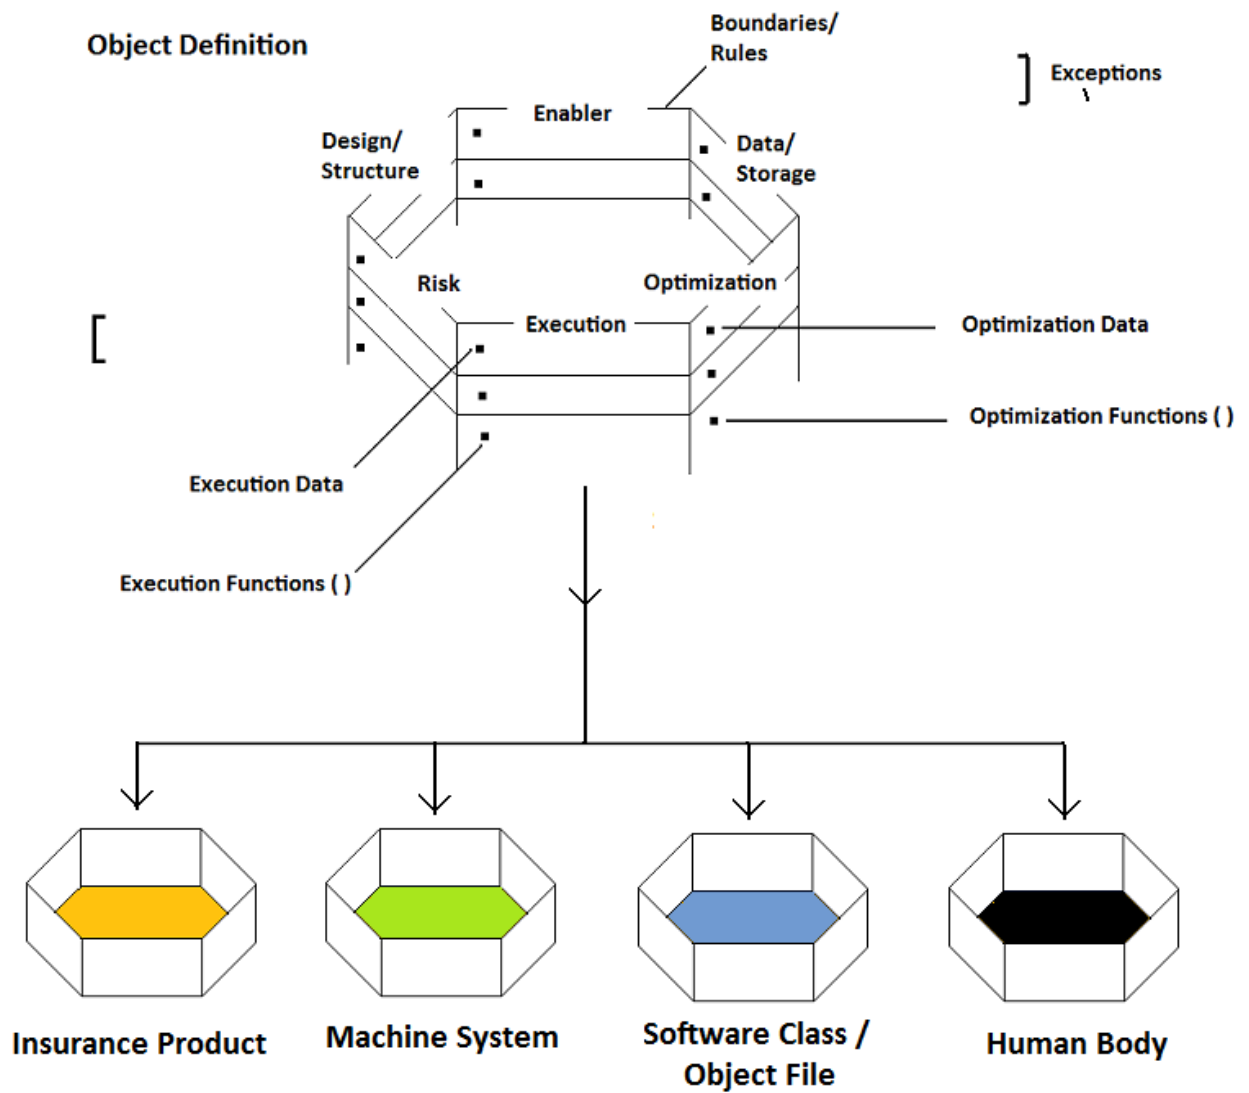 Object Definition
Boundaries/
Rules
Exceptions
Enabler
Design/
Structure
Data/
Storage
Risk
Optimization
Execution
Optimization Data
Optimization Functions ( )
Execution Data
Execution Functions ( )
Insurance Product
Machine System
Software Class /
Object File
Human Body